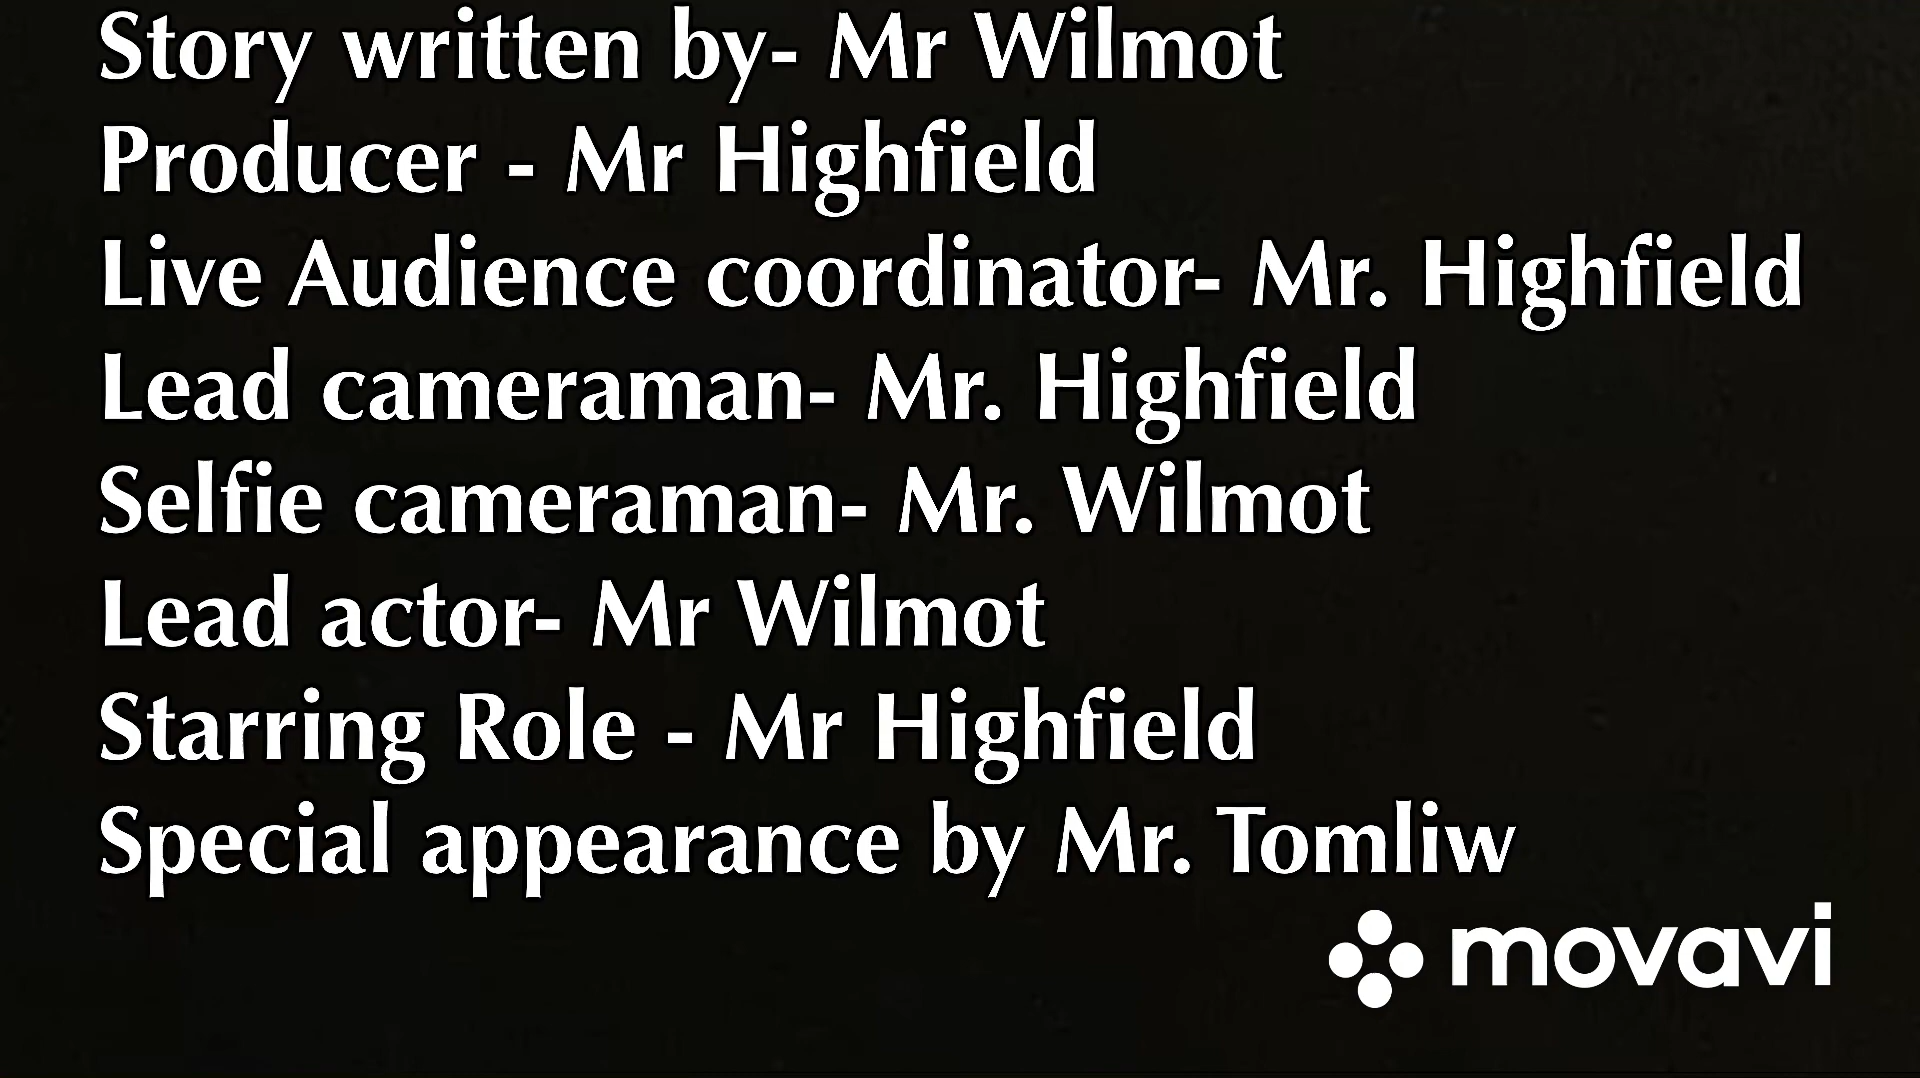 Story written by- Mr Wilmot
Producer - Mr Highfield
Live Audience coordinator- Mr. Highfield
Lead cameraman- Mr. Highfield
Selfie cameraman- Mr. Wilmot
Lead actor- Mr Wilmot
Starring Role - Mr Highfield
Special appearance by Mr. Tomliw
movavi